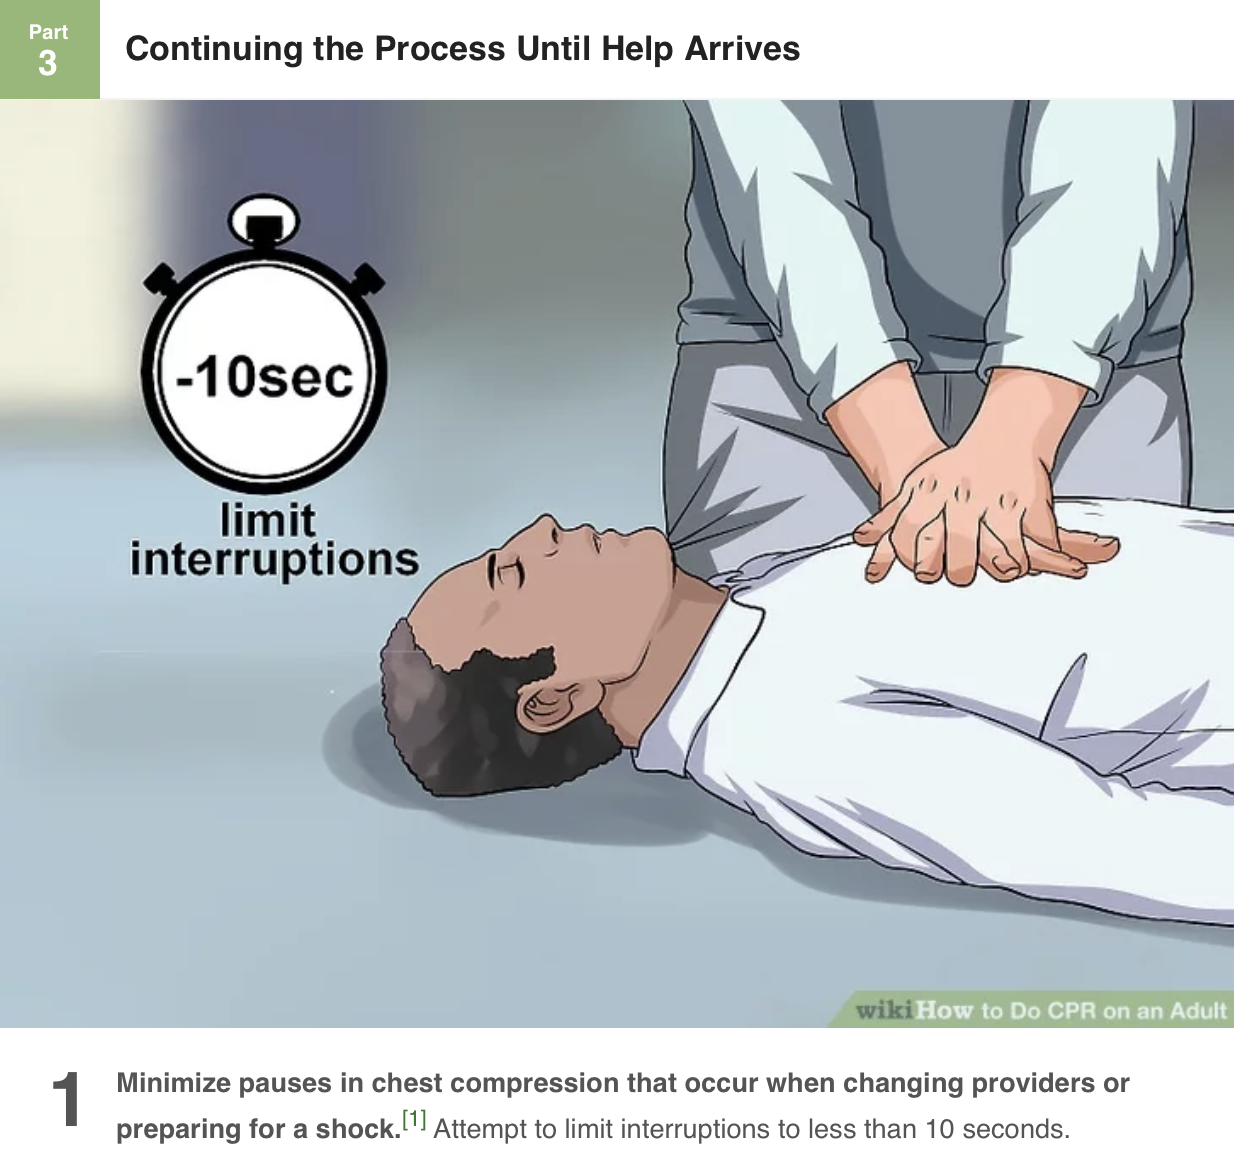 Part
3
Continuing the Process Until Help Arrives
-10sec
limit
interruptions
wikiHow to Do CPR on an Adult
1
Minimize pauses in chest compression that occur when changing providers or
preparing for a shock.[1] Attempt to limit interruptions to less than 10 seconds.